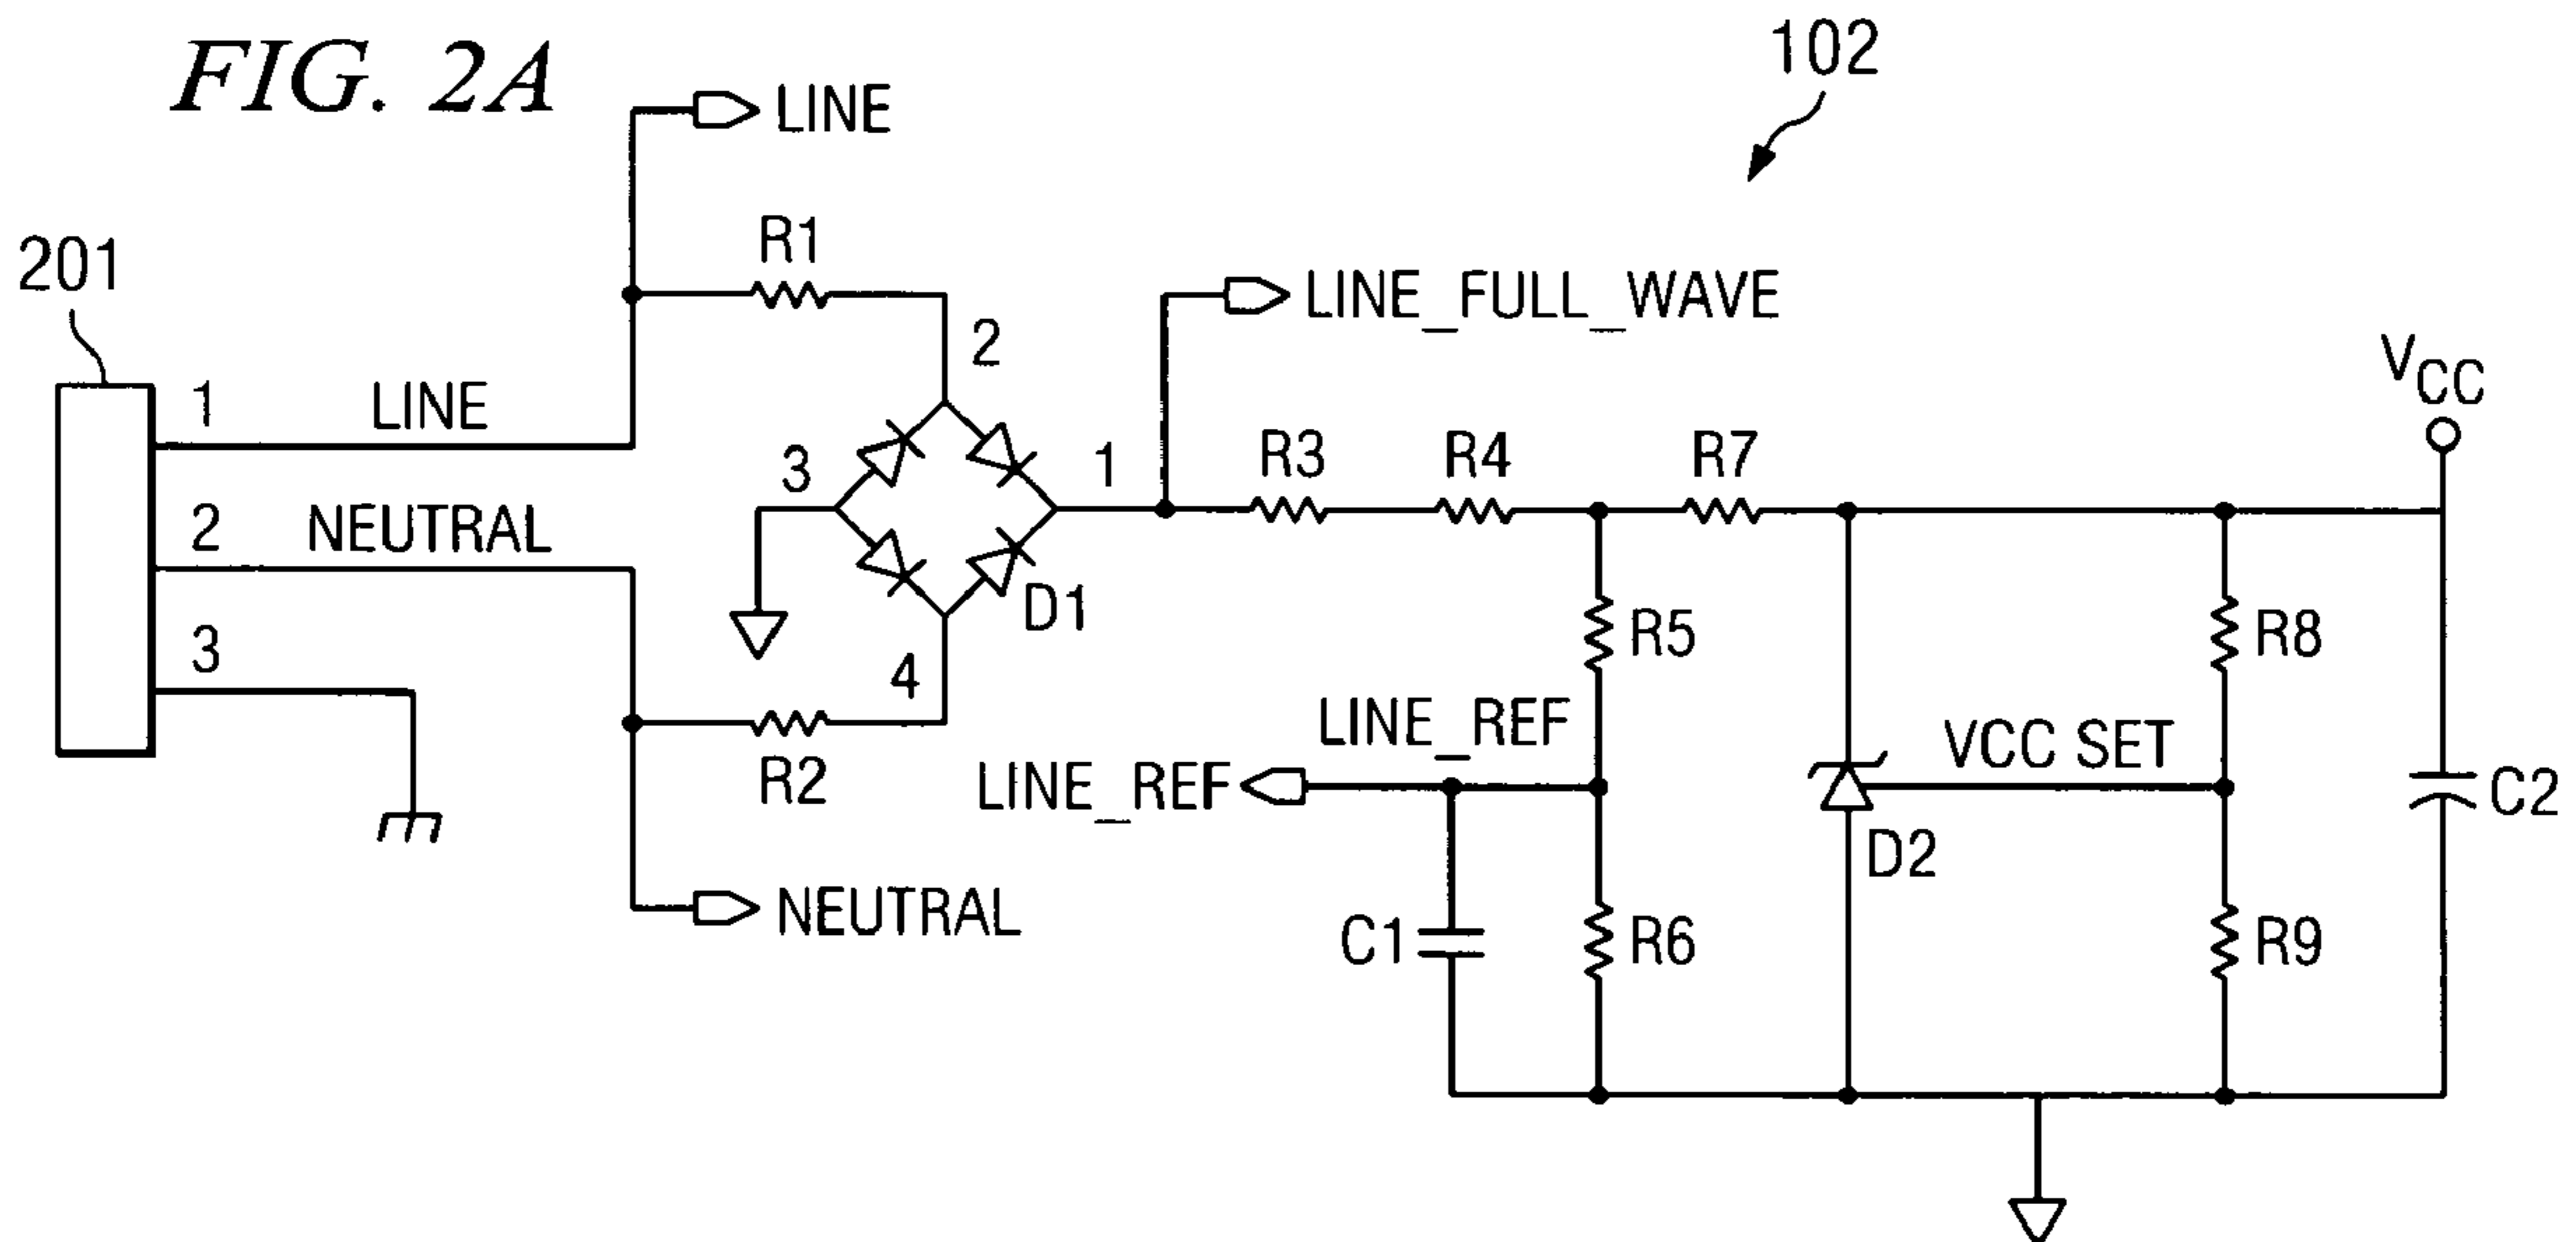 FIG. 2A
102
LINE
R1
201
LINE_FULL_WAVE
2
VCC
1
LINE
3
1
R3
R4
R7
2
NEUTRAL
D1
R5
R8
3
4
LINE_REF
VCC SET
R2
LINE_REF
C2
D2
NEUTRAL
C1
R6
R9